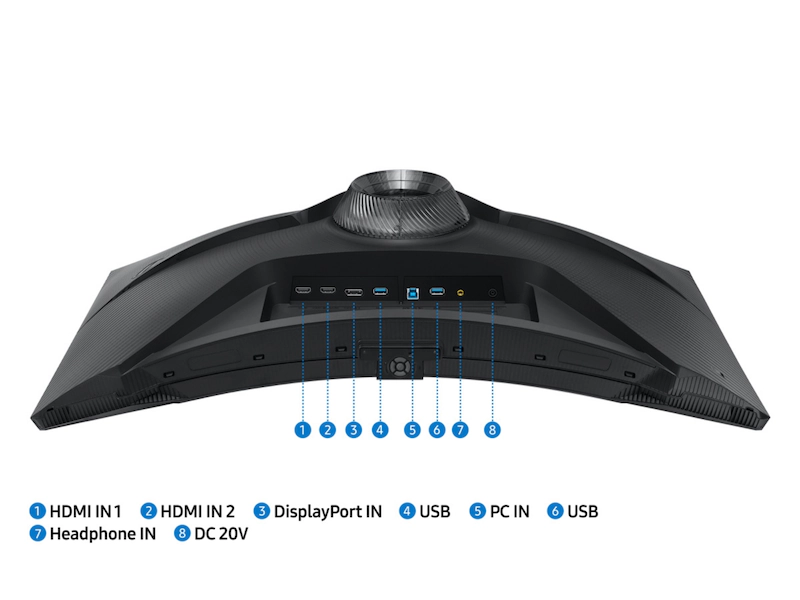 1 2 3 4 5 6 7 8
1 HDMI IN 1 2 HDMI IN 2 3 DisplayPort IN 4 USB 5 PC IN 6 USB
7 Headphone IN 8 DC 20V